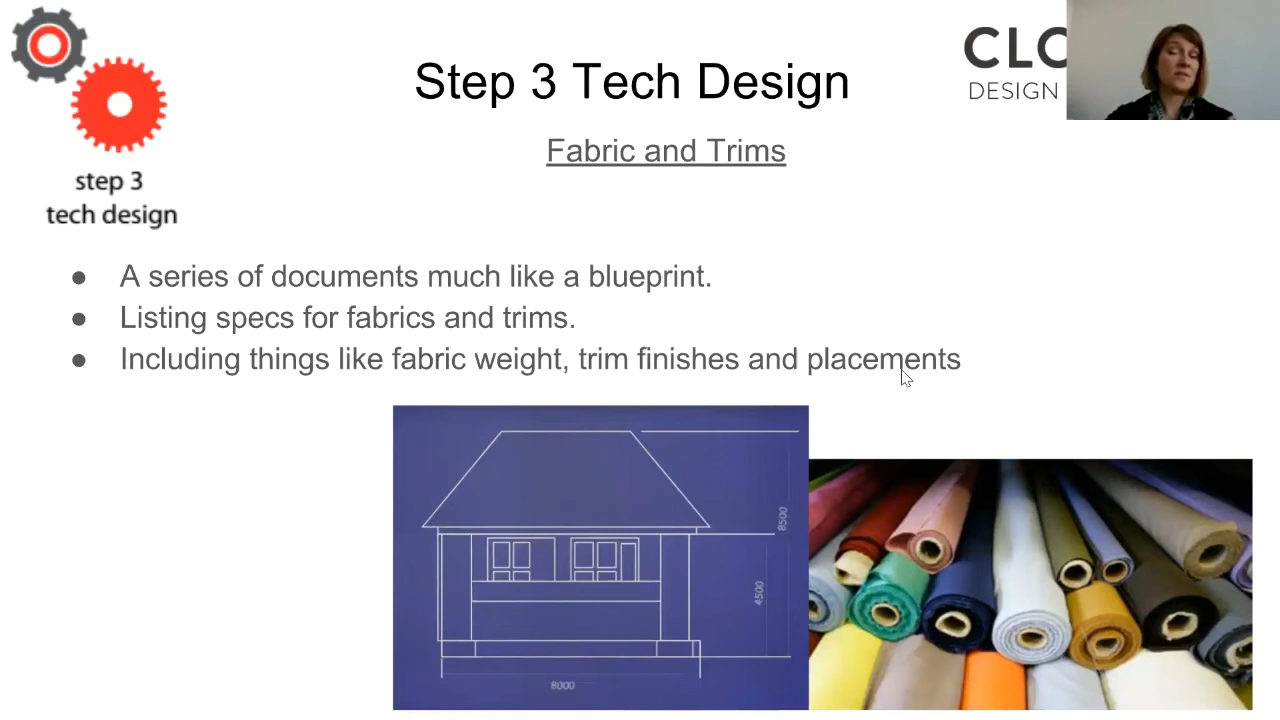 Step 3 Tech Design
CLO
DESIGN
Fabric and Trims
step 3
tech design
● A series of documents much like a blueprint.
● Listing specs for fabrics and trims.
● Including things like fabric weight, trim finishes and placements
8500
4500
8000